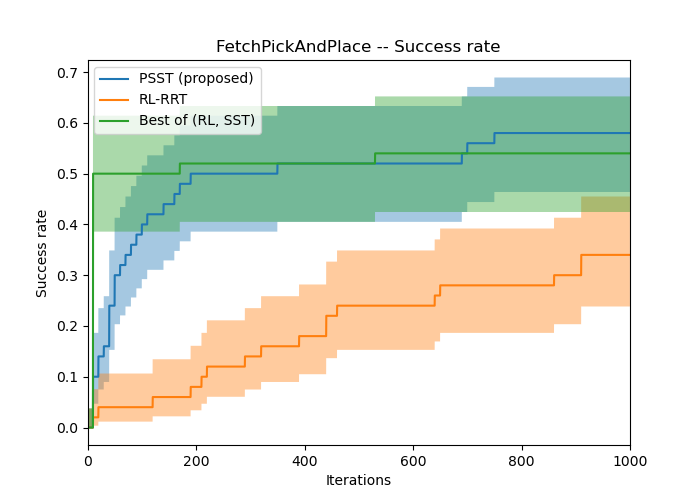 FetchPickAndPlace -- Success rate
PSST (proposed)
RL-RRT
Best of (RL, SST)
Success rate
0.7
0.6
0.5
0.4
0.3
0.2
0.1
0.0
0 200 400 600 800 1000
Iterations